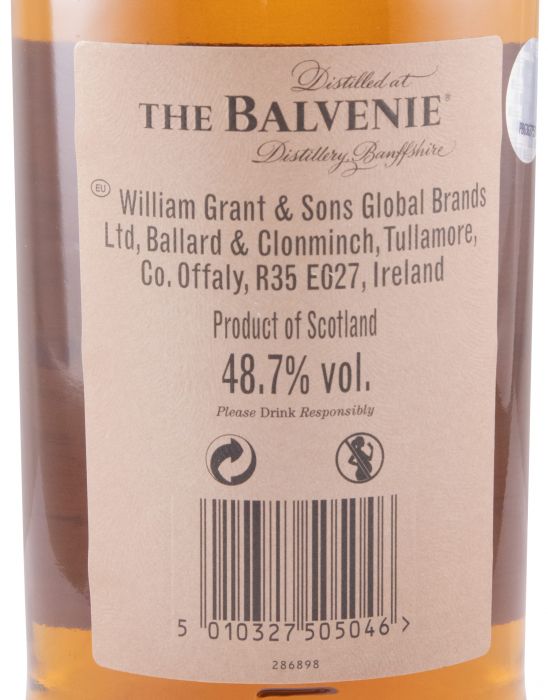 Distilled at
THE BALVENIE®
Distillery, Banffshire
EU
William Grant & Sons Global Brands
Ltd, Ballard & Clonminch, Tullamore,
Co. Offaly, R35 E627, Ireland
Product of Scotland
48.7% vol.
Please Drink Responsibly
5 010327 505046 >
286898